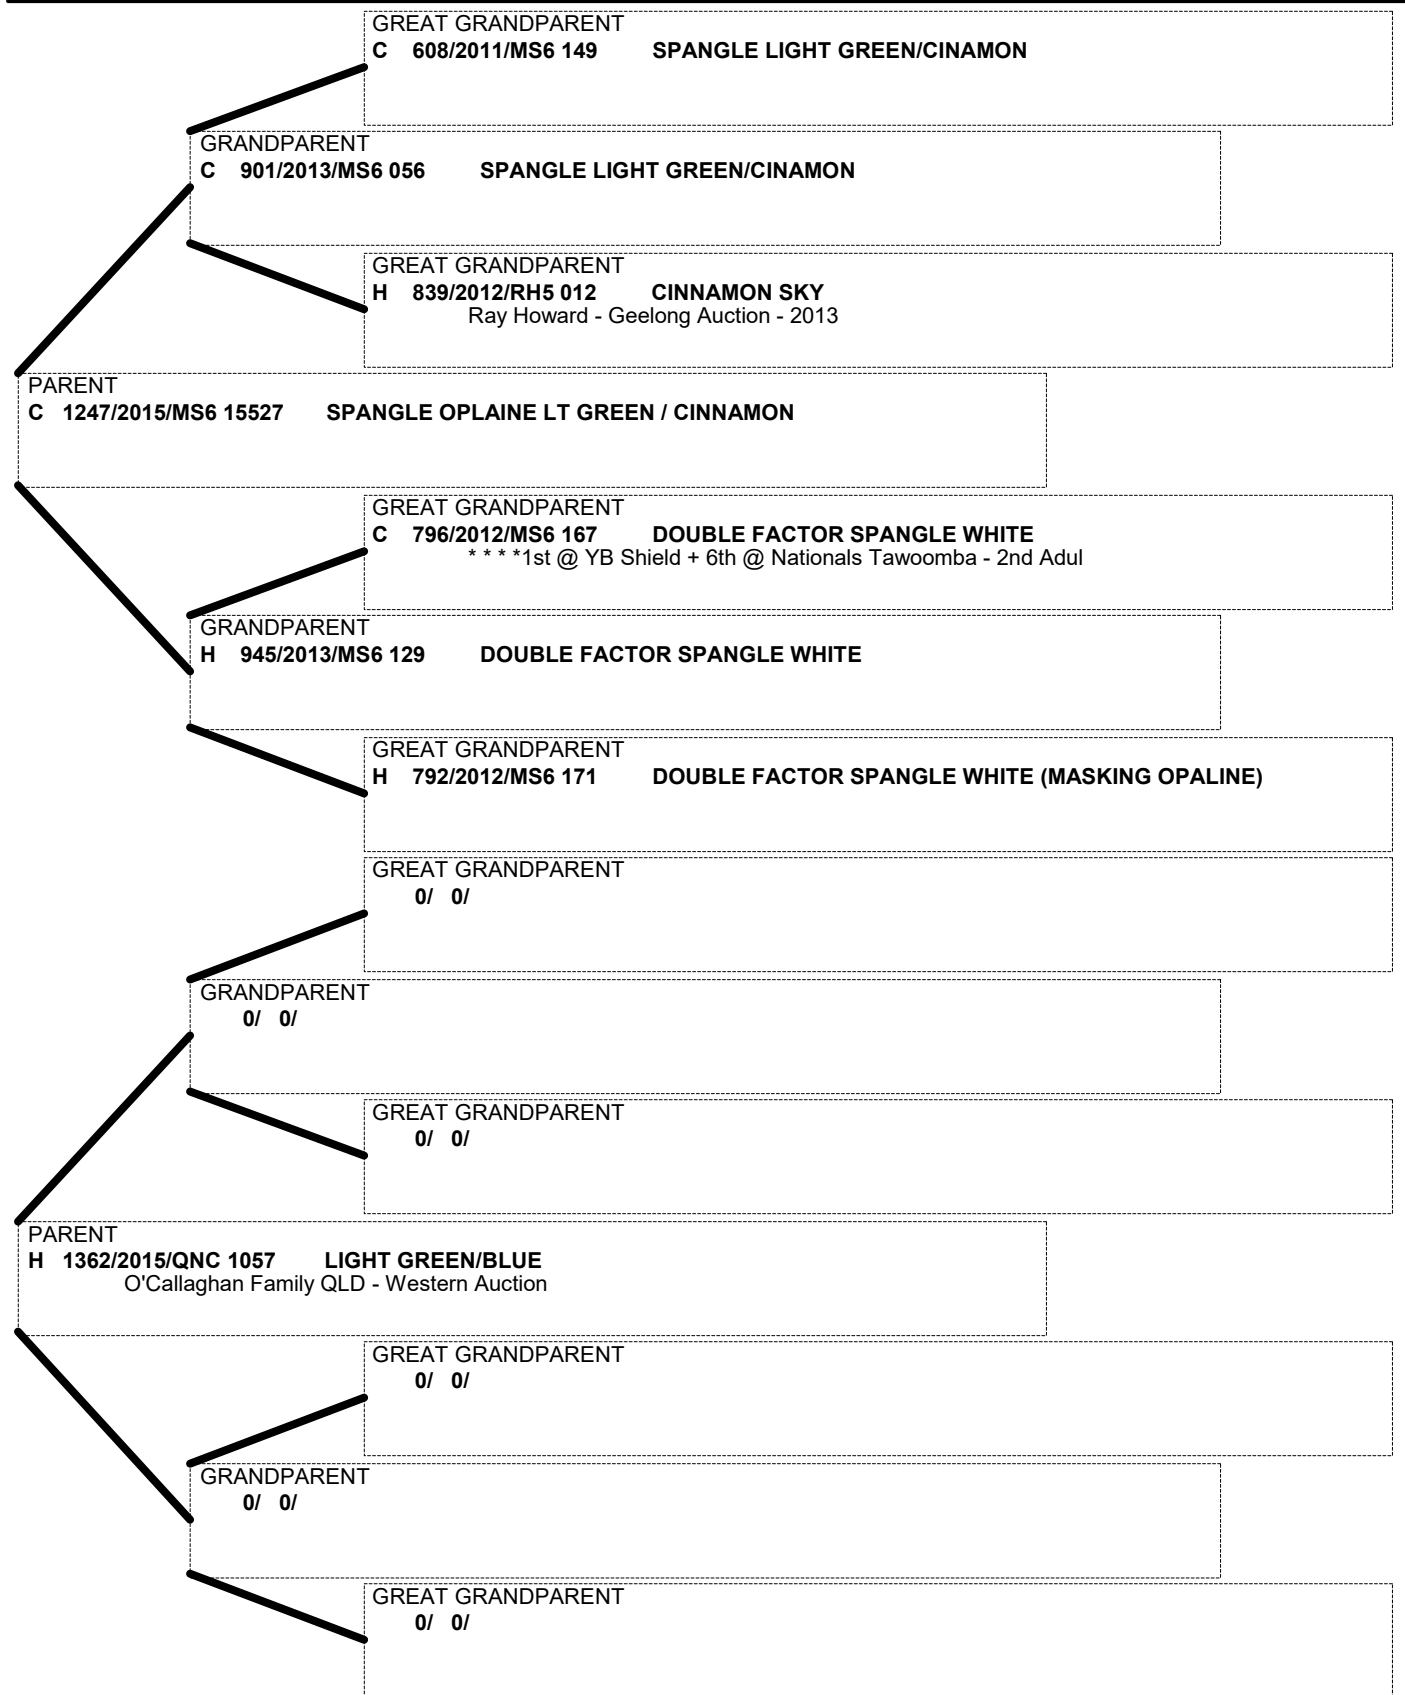 GREAT GRANDPARENT
C 608/2011/MS6 149 SPANGLE LIGHT GREEN/CINAMON
GRANDPARENT
C 901/2013/MS6 056 SPANGLE LIGHT GREEN/CINAMON
GREAT GRANDPARENT
H 839/2012/RH5 012 CINNAMON SKY
Ray Howard - Geelong Auction - 2013
PARENT
C 1247/2015/MS6 15527 SPANGLE OPLAINE LT GREEN / CINNAMON
GREAT GRANDPARENT
C 796/2012/MS6 167 DOUBLE FACTOR SPANGLE WHITE
* * * *1st @ YB Shield + 6th @ Nationals Tawoomba - 2nd Adul
GRANDPARENT
H 945/2013/MS6 129 DOUBLE FACTOR SPANGLE WHITE
GREAT GRANDPARENT
H 792/2012/MS6 171 DOUBLE FACTOR SPANGLE WHITE (MASKING OPALINE)
GREAT GRANDPARENT
0/ 0/
GRANDPARENT
0/ 0/
GREAT GRANDPARENT
0/ 0/
PARENT
H 1362/2015/QNC 1057 LIGHT GREEN/BLUE
O'Callaghan Family QLD - Western Auction
GREAT GRANDPARENT
0/ 0/
GRANDPARENT
0/ 0/
GREAT GRANDPARENT
0/ 0/